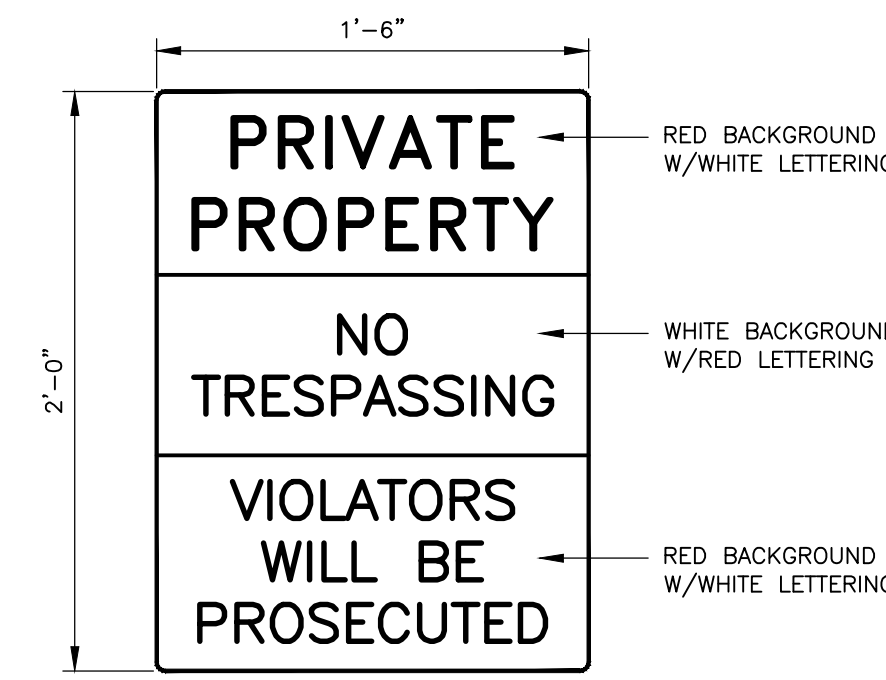 1'-6"
PRIVATE
PROPERTY
RED BACKGROUND
W/WHITE LETTERING
NO
TRESPASSING
WHITE BACKGROUND
W/RED LETTERING
2'-0"
VIOLATORS
WILL BE
PROSECUTED
RED BACKGROUND
W/WHITE LETTERING